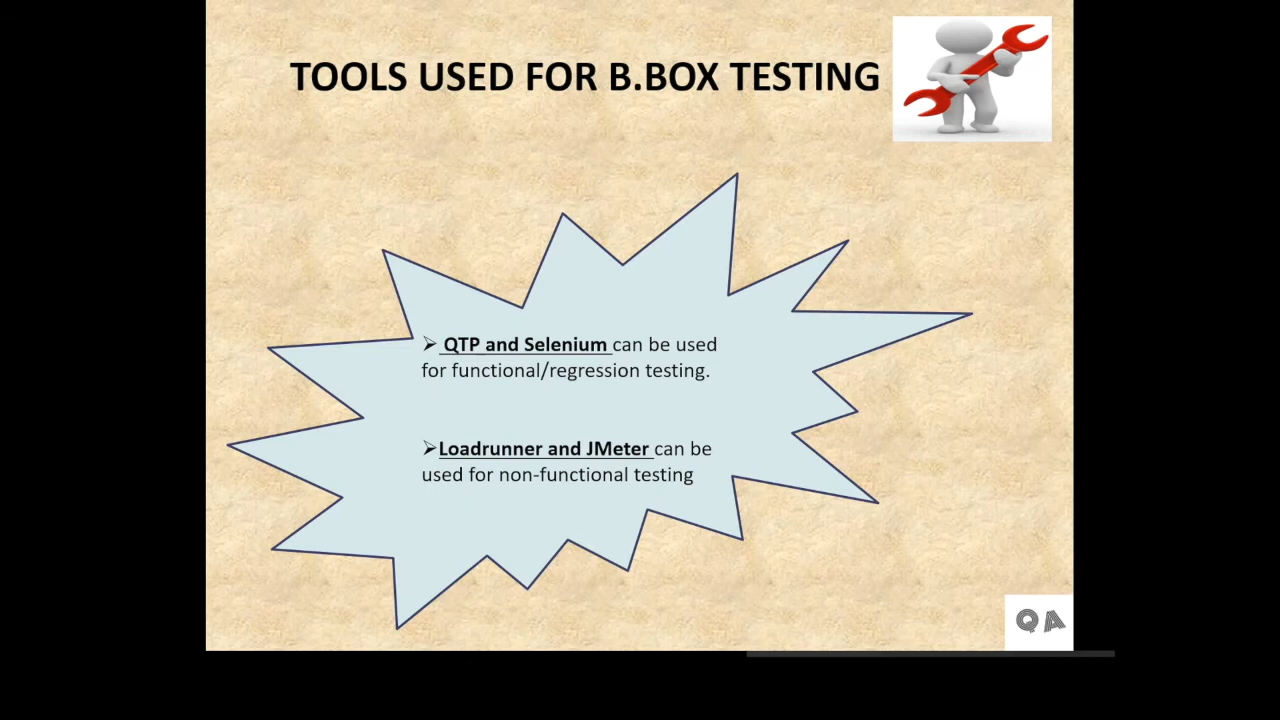 TOOLS USED FOR B.BOX TESTING
➢ QTP and Selenium can be used
for functional/regression testing.
➢Loadrunner and JMeter can be
used for non-functional testing
QA